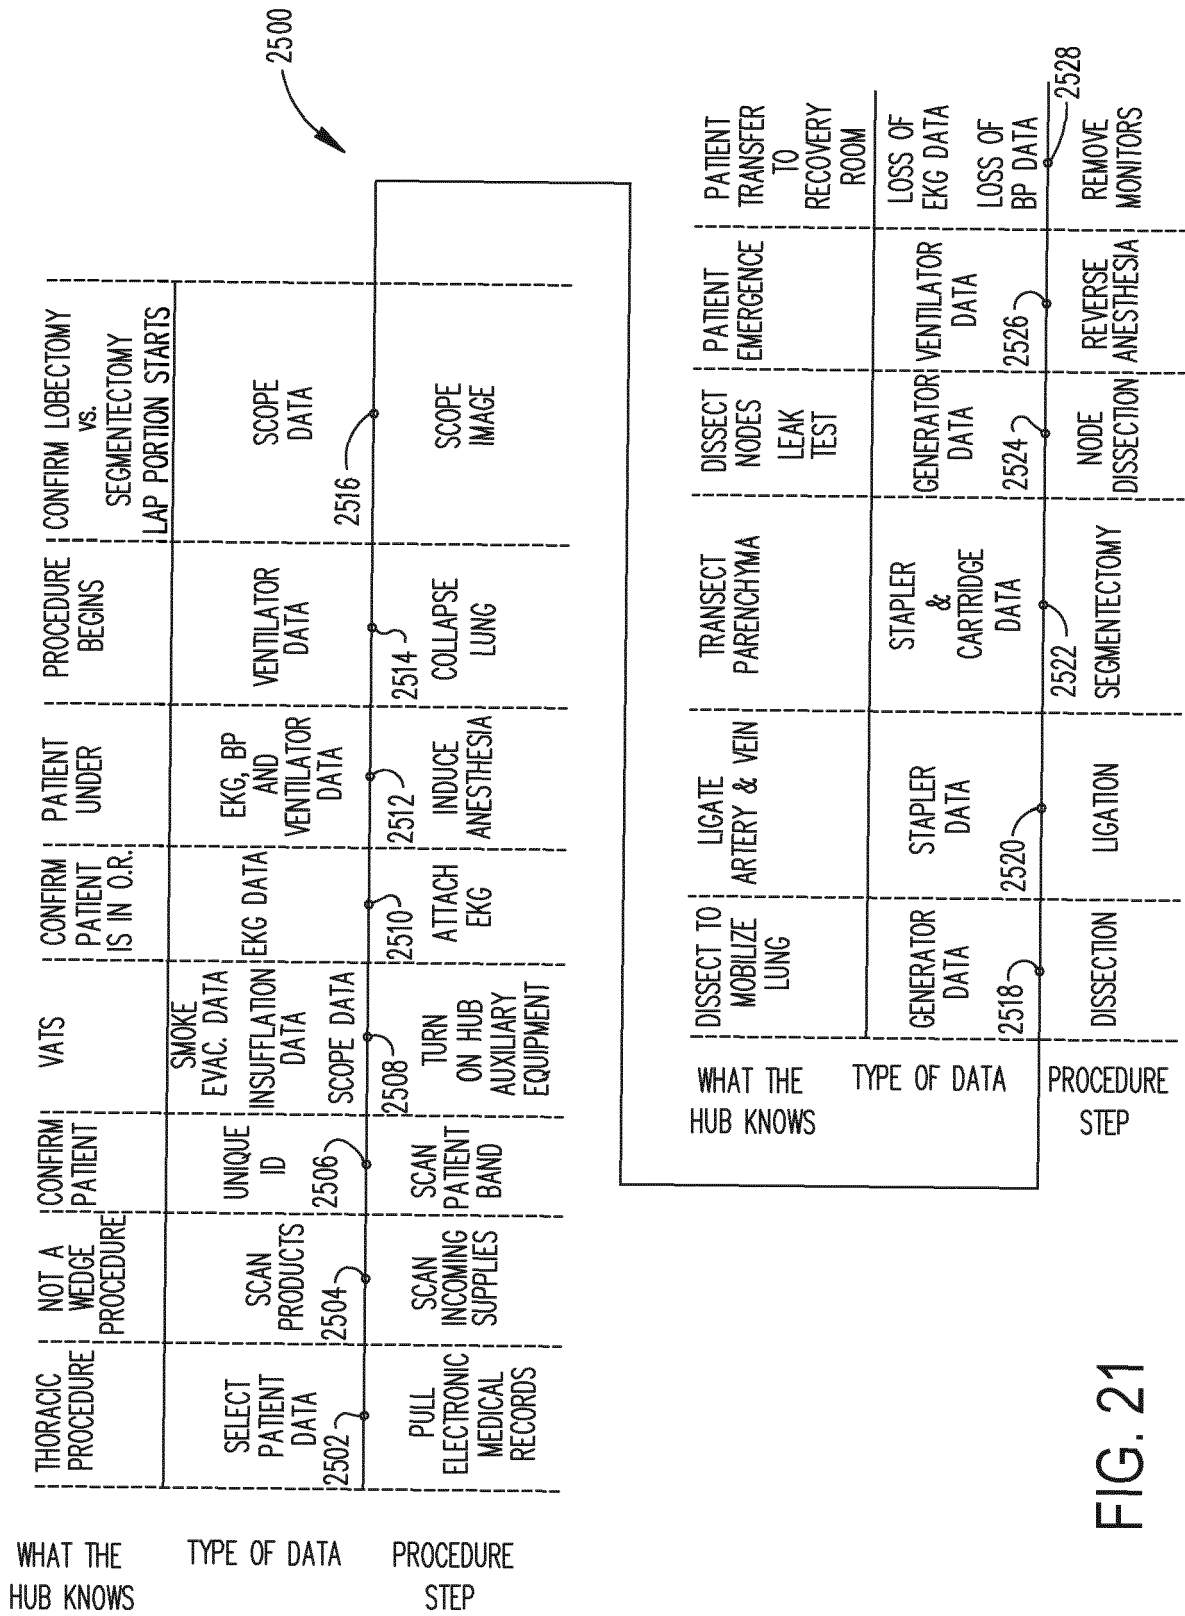 2500
WHAT THE
HUB KNOWS
THORACIC
PROCEDURE
NOT A
WEDGE
PROCEDURE
CONFIRM
PATIENT
VATS
CONFIRM
PATIENT
IS IN O.R.
PATIENT
UNDER
PROCEDURE
BEGINS
CONFIRM LOBECTOMY
vs.
SEGMENTECTOMY
LAP PORTION STARTS
TYPE OF DATA
SELECT
PATIENT
DATA
SCAN
PRODUCTS
UNIQUE
ID
SMOKE
EVAC. DATA
INSUFFLATION
DATA
SCOPE DATA
EKG DATA
EKG, BP
AND
VENTILATOR
DATA
VENTILATOR
DATA
SCOPE
DATA
2502
2504
2506
2508
2510
2512
2514
2516
PROCEDURE
STEP
PULL
ELECTRONIC
MEDICAL
RECORDS
SCAN
INCOMING
SUPPLIES
SCAN
PATIENT
BAND
TURN
ON HUB
AUXILIARY
EQUIPMENT
ATTACH
EKG
INDUCE
ANESTHESIA
COLLAPSE
LUNG
SCOPE
IMAGE
WHAT THE
HUB KNOWS
DISSECT TO
MOBILIZE
LUNG
LIGATE
ARTERY & VEIN
TRANSECT
PARENCHYMA
DISSECT
NODES
LEAK
TEST
PATIENT
EMERGENCE
PATIENT
TRANSFER
TO
RECOVERY
ROOM
TYPE OF DATA
GENERATOR
DATA
STAPLER
DATA
STAPLER
&
CARTRIDGE
DATA
GENERATOR
DATA
VENTILATOR
DATA
LOSS OF
EKG DATA
LOSS OF
BP DATA
2518
2520
2522
2524
2526
2528
PROCEDURE
STEP
DISSECTION
LIGATION
SEGMENTECTOMY
NODE
DISSECTION
REVERSE
ANESTHESIA
REMOVE
MONITORS
FIG. 21